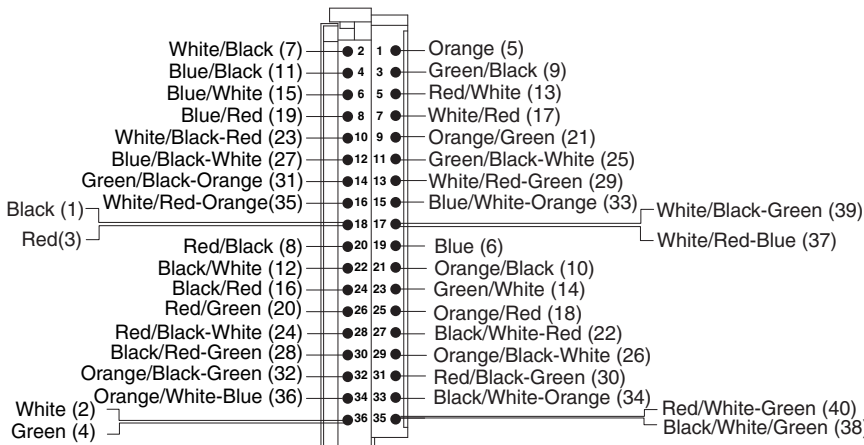 White/Black (7) 2 1 Orange (5)
Blue/Black (11) 4 3 Green/Black (9)
Blue/White (15) 6 5 Red/White (13)
Blue/Red (19) 8 7 White/Red (17)
White/Black-Red (23) 10 9 Orange/Green (21)
Blue/Black-White (27) 12 11 Green/Black-White (25)
Green/Black-Orange (31) 14 13 White/Red-Green (29)
White/Red-Orange(35) 16 15 Blue/White-Orange (33)
Black (1) 18 17 White/Black-Green (39)
Red(3) White/Red-Blue (37)
Red/Black (8) 20 19 Blue (6)
Black/White (12) 22 21 Orange/Black (10)
Black/Red (16) 24 23 Green/White (14)
Red/Green (20) 26 25 Orange/Red (18)
Red/Black-White (24) 28 27 Black/White-Red (22)
Black/Red-Green (28) 30 29 Orange/Black-White (26)
Orange/Black-Green (32) 32 31 Red/Black-Green (30)
Orange/White-Blue (36) 34 33 Black/White-Orange (34)
White (2) 36 35 Red/White-Green (40)
Green (4) Black/White/Green (38)